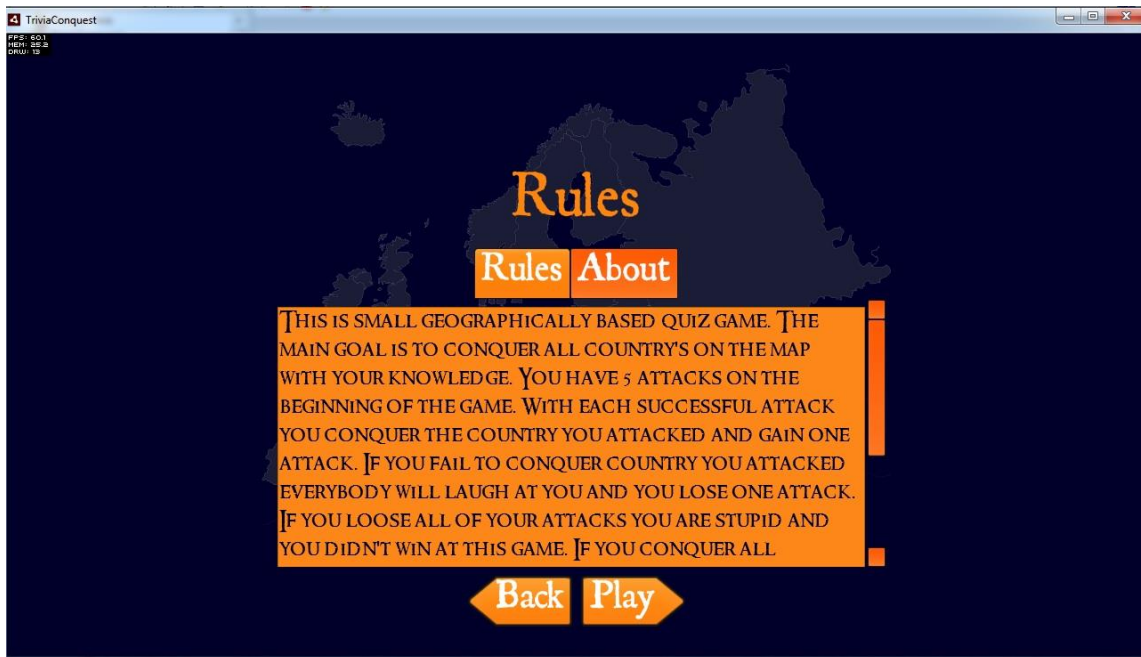 TriviaConquest
FPS: 60.1
MEM: 25.2
DRW: 13
Rules
Rules About
This is small geographically based quiz game. The
main goal is to conquer all country's on the map
with your knowledge. You have 5 attacks on the
beginning of the game. With each successful attack
you conquer the country you attacked and gain one
attack. If you fail to conquer country you attacked
everybody will laugh at you and you lose one attack.
If you loose all of your attacks you are stupid and
you didn't win at this game. If you conquer all
Back Play